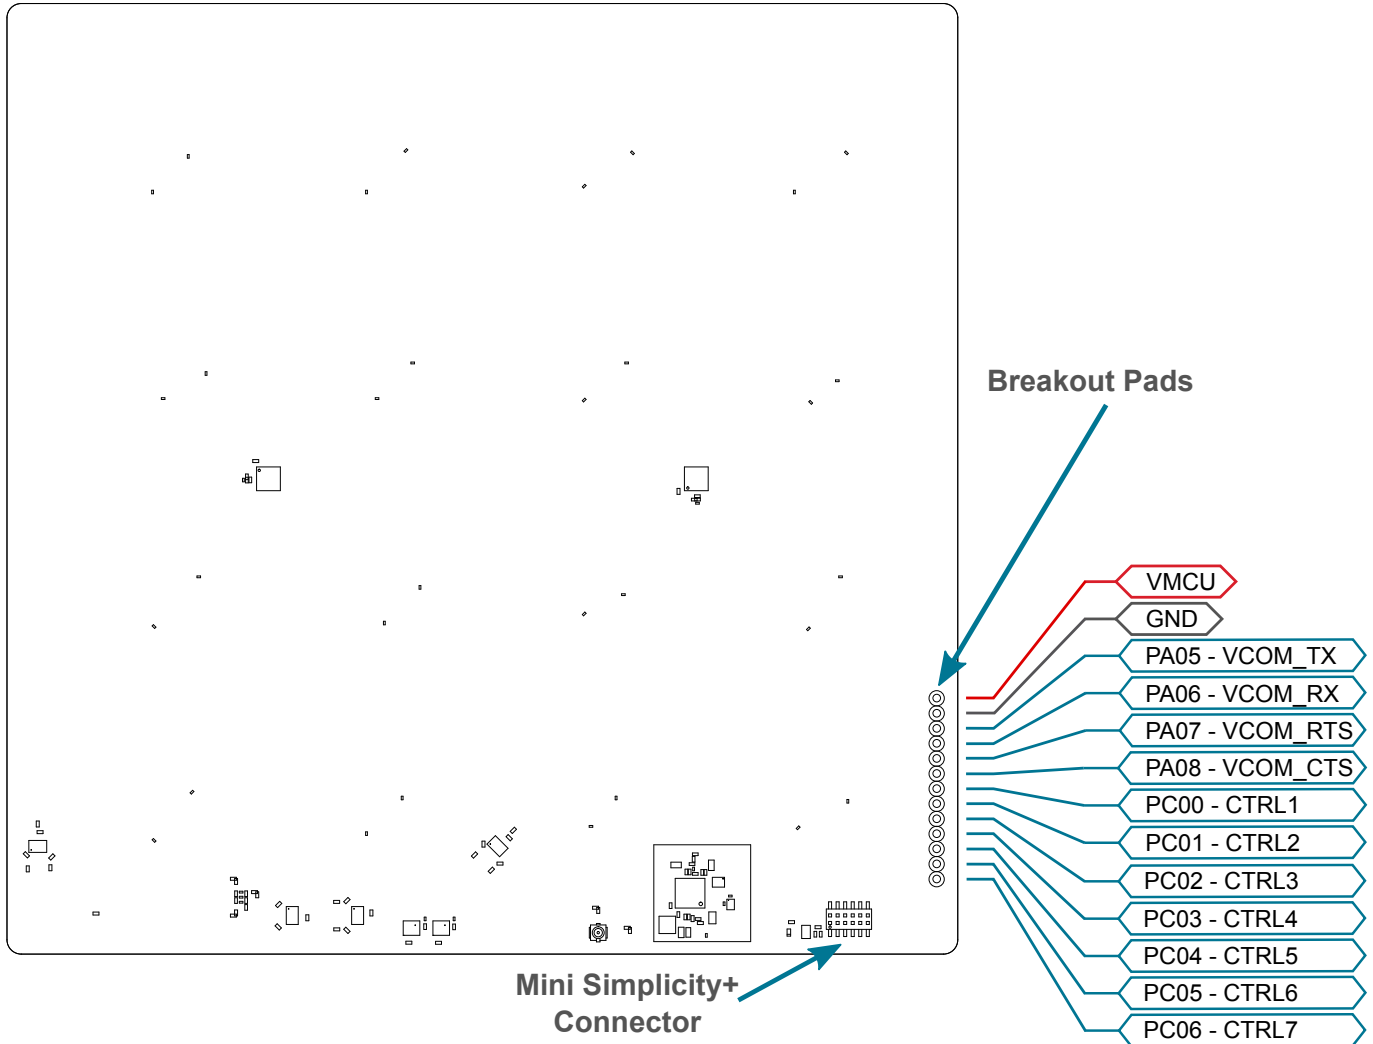 Breakout Pads
VMCU
GND
PA05 - VCOM_TX
PA06 - VCOM_RX
PA07 - VCOM_RTS
PA08 - VCOM_CTS
PC00 - CTRL1
PC01 - CTRL2
PC02 - CTRL3
PC03 - CTRL4
PC04 - CTRL5
PC05 - CTRL6
PC06 - CTRL7
Mini Simplicity+
Connector